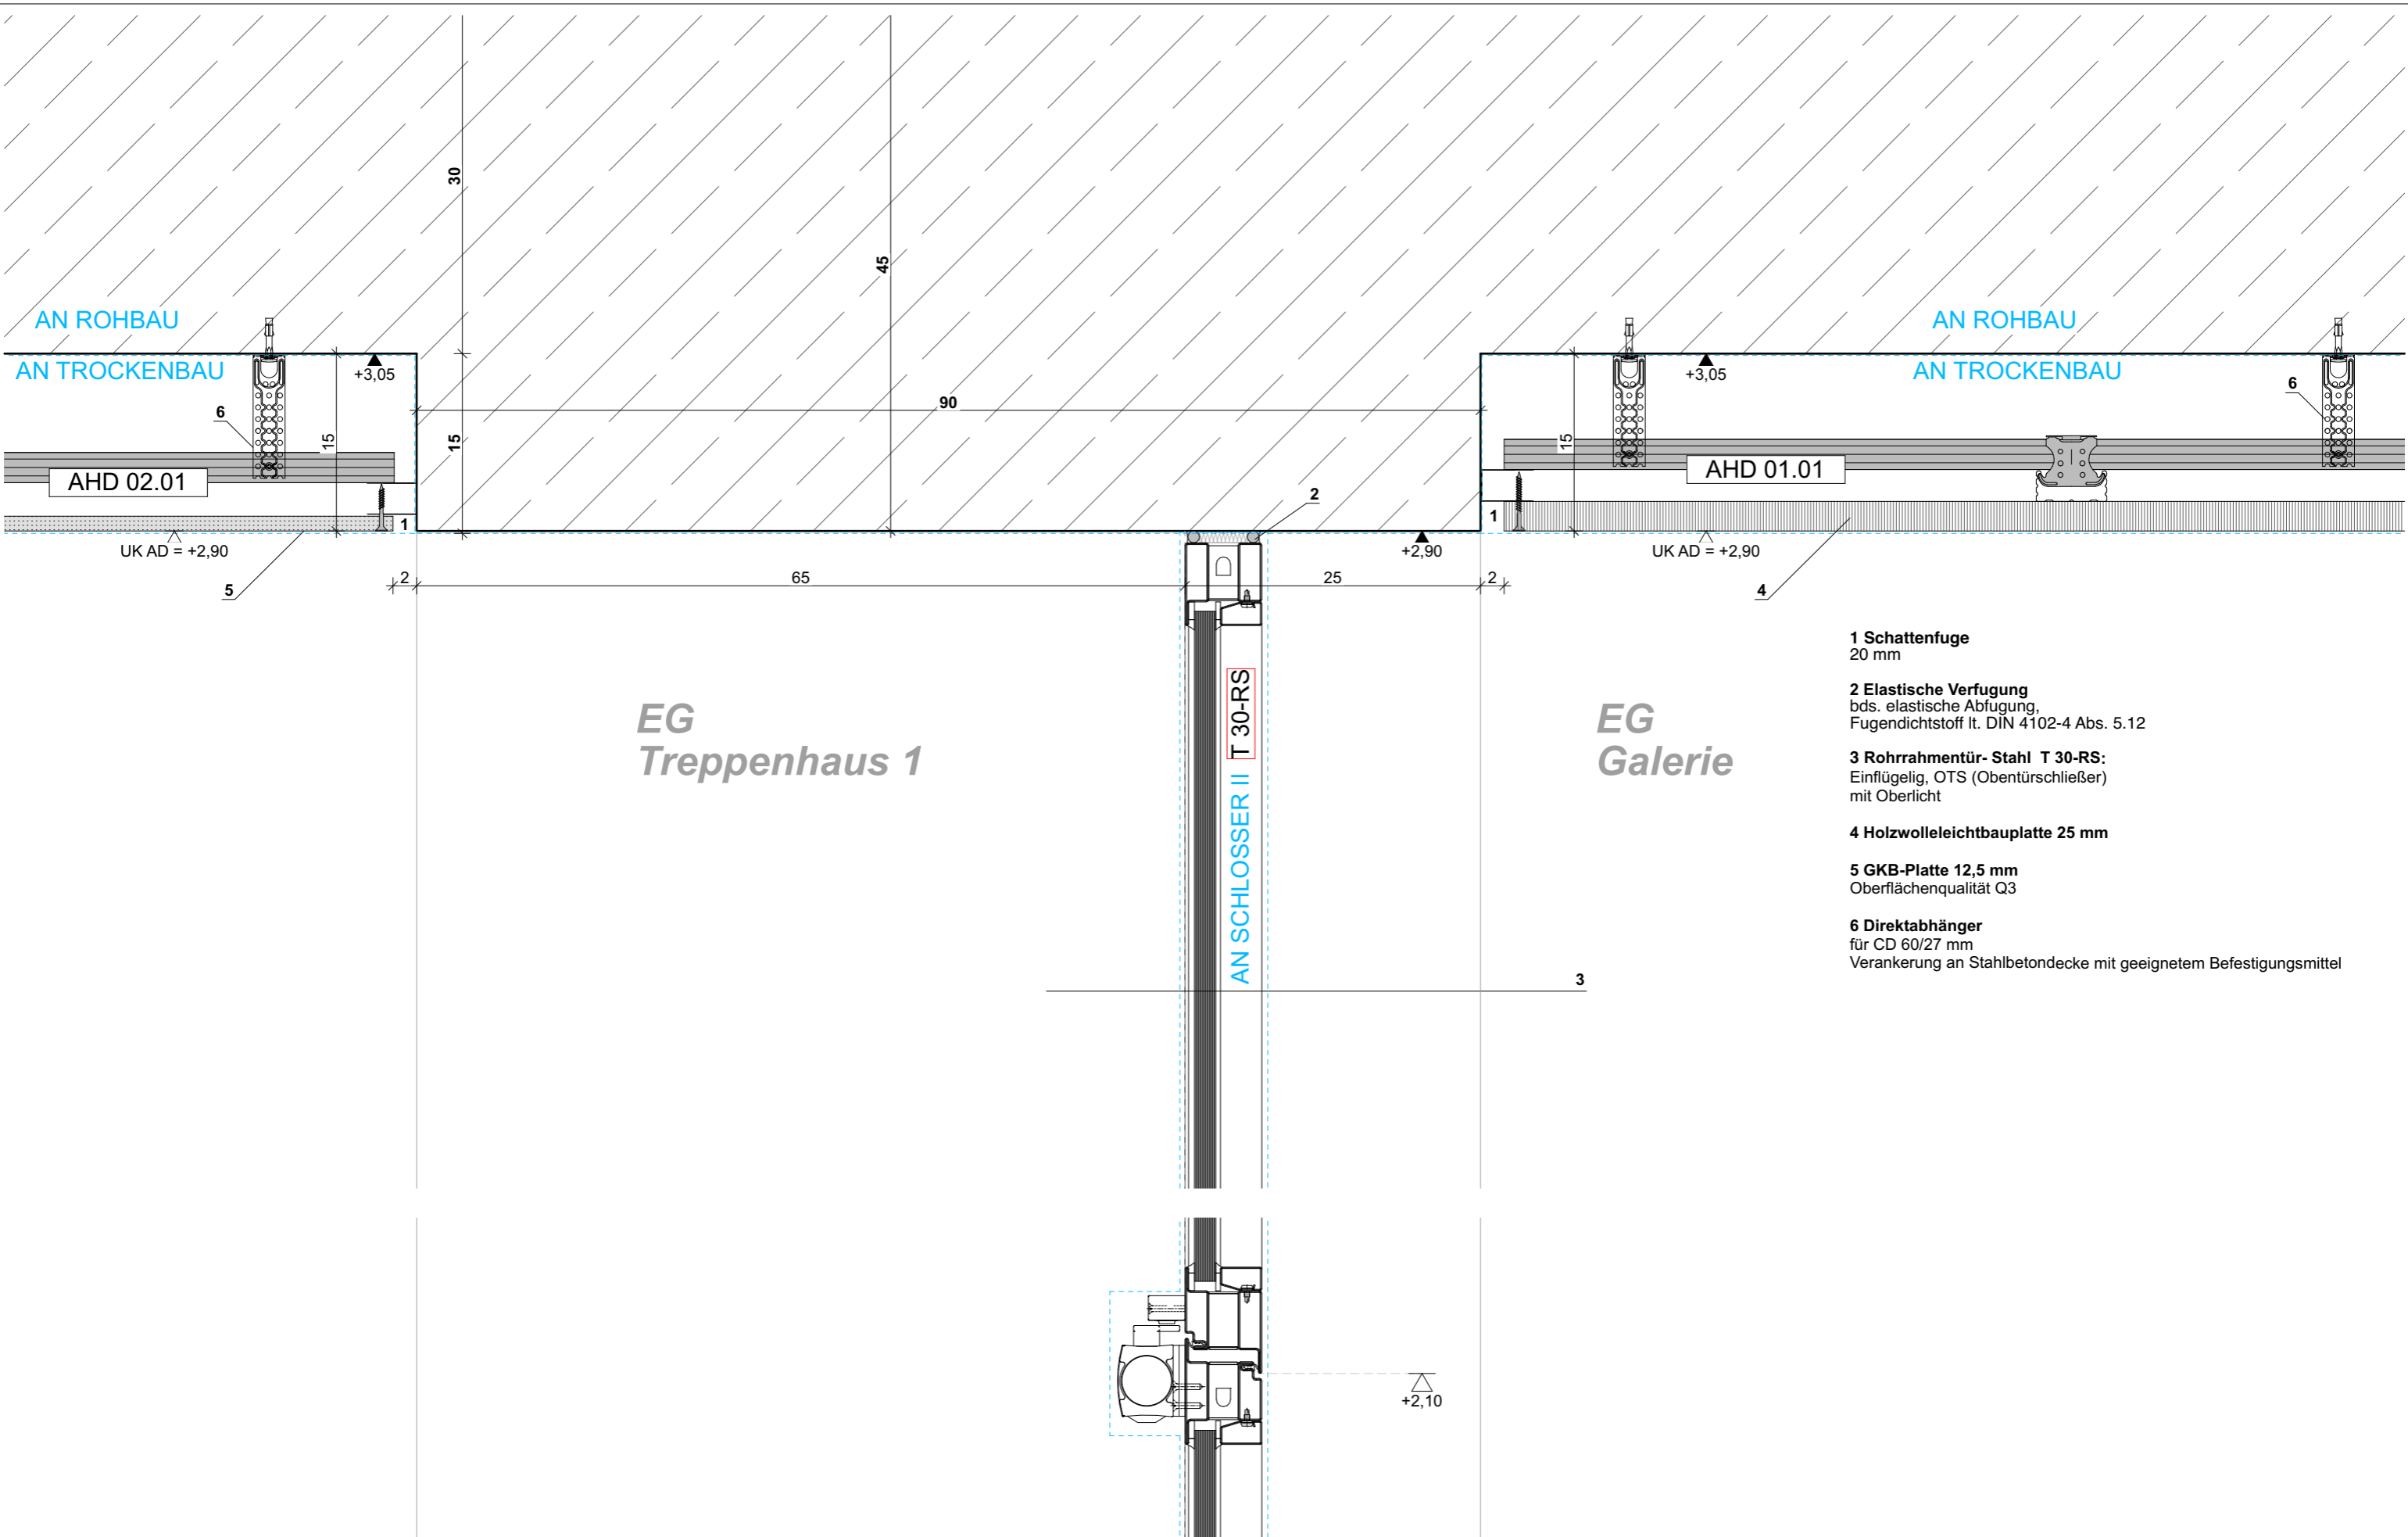 30
45
AN ROHBAU
AN ROHBAU
AN TROCKENBAU
+3,05
+3,05
AN TROCKENBAU
6
6
90
15
15
15
AHD 02.01
AHD 01.01
2
1
1
UK AD = +2,90
+2,90
UK AD = +2,90
2
65
25
2
5
4
EG
Treppenhaus 1
T 30-RS
AN SCHLOSSER II
EG
Galerie
3
1 Schattenfuge
20 mm
2 Elastische Verfugung
bds. elastische Abfugung,
Fugendichtstoff lt. DIN 4102-4 Abs. 5.12
3 Rohrrahmentür- Stahl T 30-RS:
Einflügelig, OTS (Obentürschließer)
mit Oberlicht
4 Holzwolleleichtbauplatte 25 mm
5 GKB-Platte 12,5 mm
Oberflächenqualität Q3
6 Direktabhänger
für CD 60/27 mm
Verankerung an Stahlbetondecke mit geeignetem Befestigungsmittel
+2,10